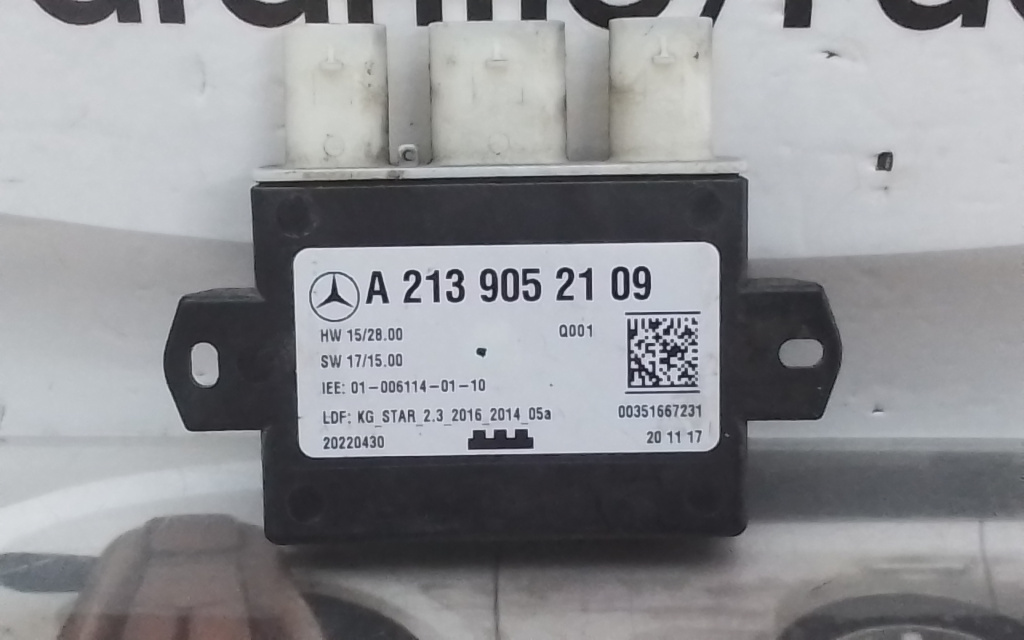 A 213 905 21 09
HW 15/28.00
Q001
SW 17/15.00
IEE: 01-006114-01-10
LDF: KG_STAR_2.3_2016_2014_05a
00351667231
20220430
20 11 17